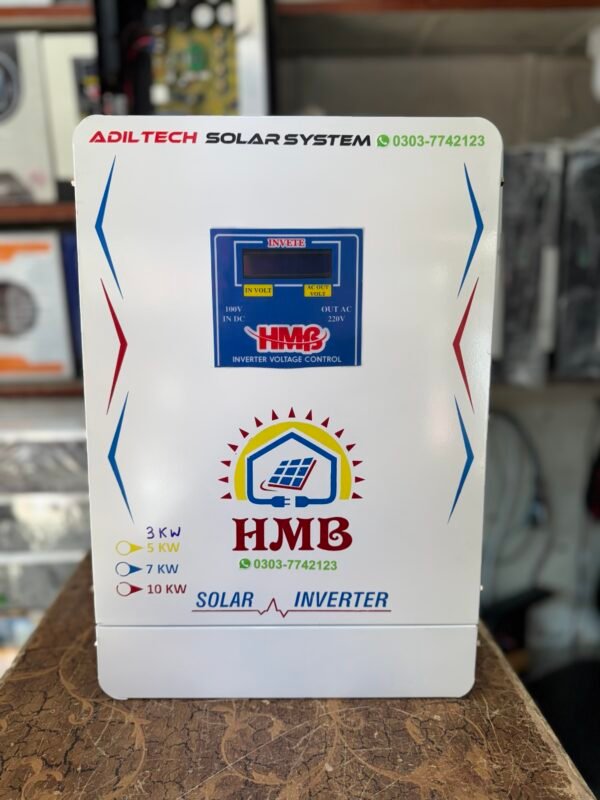 ADILTECH SOLAR SYSTEM 0303-7742123
INVETE
IN VOLT
AC OUT
VOLT
100V
IN DC
OUT AC
220V
HMB
INVERTER VOLTAGE CONTROL
HMB
0303-7742123
3 KW
5 KW
7 KW
10 KW
SOLAR INVERTER